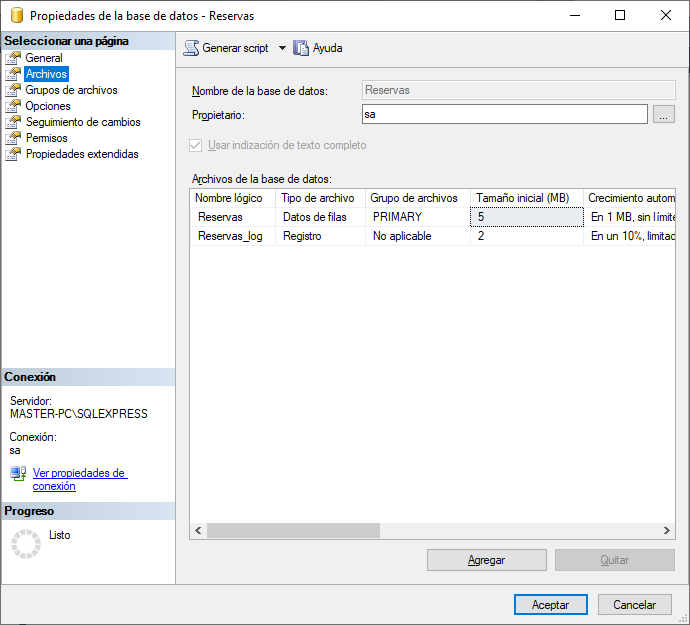 Propiedades de la base de datos - Reservas
Seleccionar una página
General
Archivos
Grupos de archivos
Opciones
Seguimiento de cambios
Permisos
Propiedades extendidas
Conexión
Servidor:
MASTER-PC\SQLEXPRESS
Conexión:
sa
Ver propiedades de
conexión
Progreso
Listo
Generar script Ayuda
Nombre de la base de datos: Reservas
Propietario: sa ...
Usar indización de texto completo
Archivos de la base de datos:
Nombre lógico Tipo de archivo Grupo de archivos Tamaño inicial (MB) Crecimiento autom
Reservas Datos de filas PRIMARY 5 En 1 MB, sin límite
Reservas_log Registro No aplicable 2 En un 10%, limitad
Agregar Quitar
Aceptar Cancelar